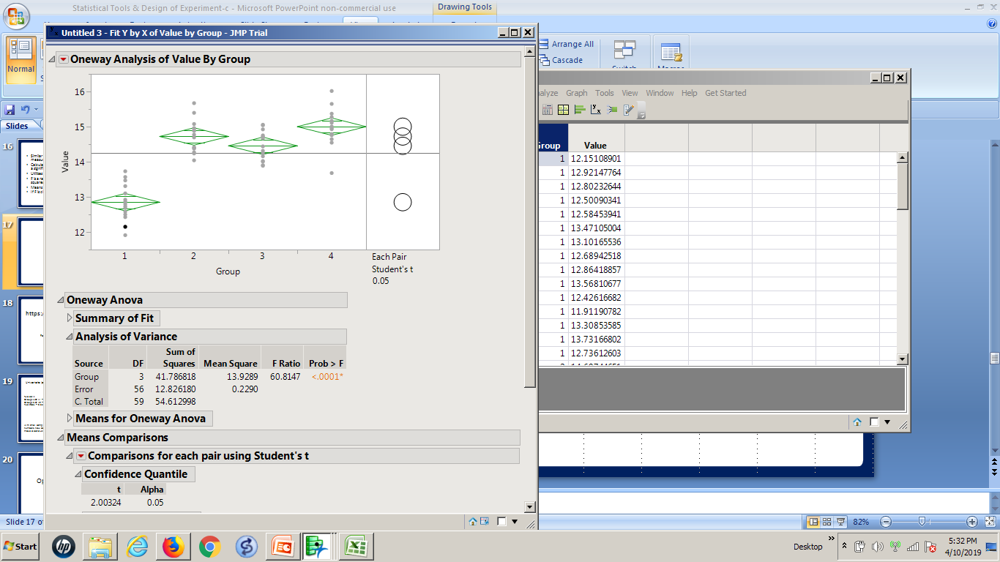 Statistical Tools & Design of Experiment-c - Microsoft PowerPoint non-commercial use
Drawing Tools
Normal
Arrange All
Cascade
Slides
Untitled 3 - Fit Y by X of Value by Group - JMP Trial
Oneway Analysis of Value By Group
16
15
14
13
12
Value
1 2 3 4
Group
Each Pair
Student's t
0.05
Oneway Anova
Summary of Fit
Analysis of Variance
Source DF Sum of Squares Mean Square F Ratio Prob > F
Group 3 41.786818 13.9289 60.8147 <.0001*
Error 56 12.826180 0.2290
C. Total 59 54.612998
Means for Oneway Anova
Means Comparisons
Comparisons for each pair using Student's t
Confidence Quantile
t Alpha
2.00324 0.05
Graph Tools View Window Help Get Started
Value
1 12.15108901
1 12.92147764
1 12.80232644
1 12.50090341
1 12.58453941
1 13.47105004
1 13.10165536
1 12.68942518
1 12.86418857
1 13.56810677
1 12.42616682
1 11.91190782
1 13.30853585
1 13.73166802
1 12.73612603
16
17
18
https:/
19
20
Slide 17 o
82%
Start
Desktop
5:32 PM
4/10/2019